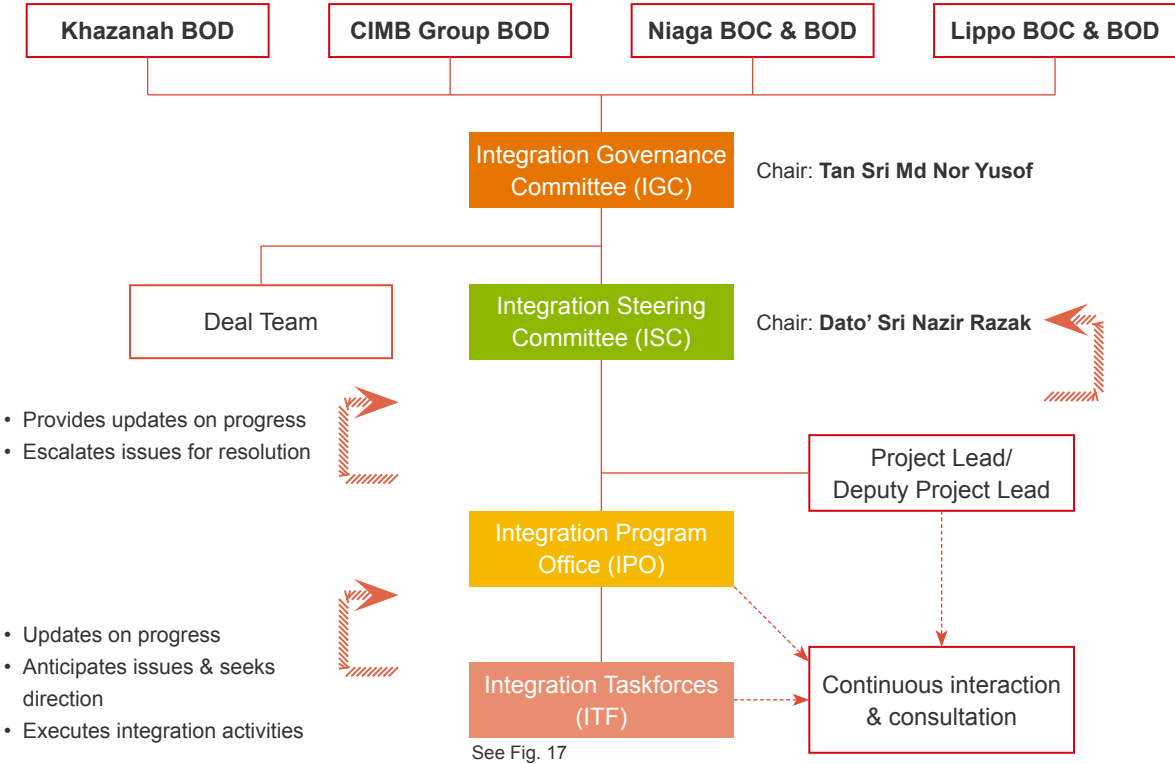 Khazanah BOD
CIMB Group BOD
Niaga BOC & BOD
Lippo BOC & BOD
Integration Governance
Committee (IGC)
Chair: Tan Sri Md Nor Yusof
Deal Team
Integration Steering
Committee (ISC)
Chair: Dato’ Sri Nazir Razak
• Provides updates on progress
• Escalates issues for resolution
Project Lead/
Deputy Project Lead
Integration Program
Office (IPO)
• Updates on progress
• Anticipates issues & seeks
direction
• Executes integration activities
Integration Taskforces
(ITF)
Continuous interaction
& consultation
See Fig. 17